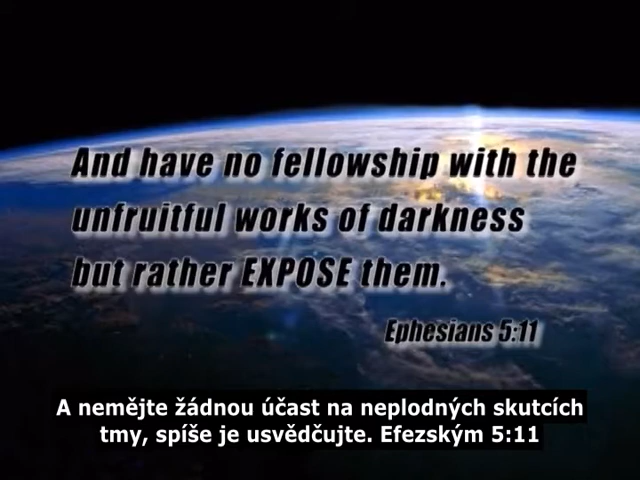 And have no fellowship with the
unfruitful works of darkness
but rather EXPOSE them.
Ephesians 5:11
A nemějte žádnou účast na neplodných skutcích
tmy, spíše je usvědčujte. Efezským 5:11